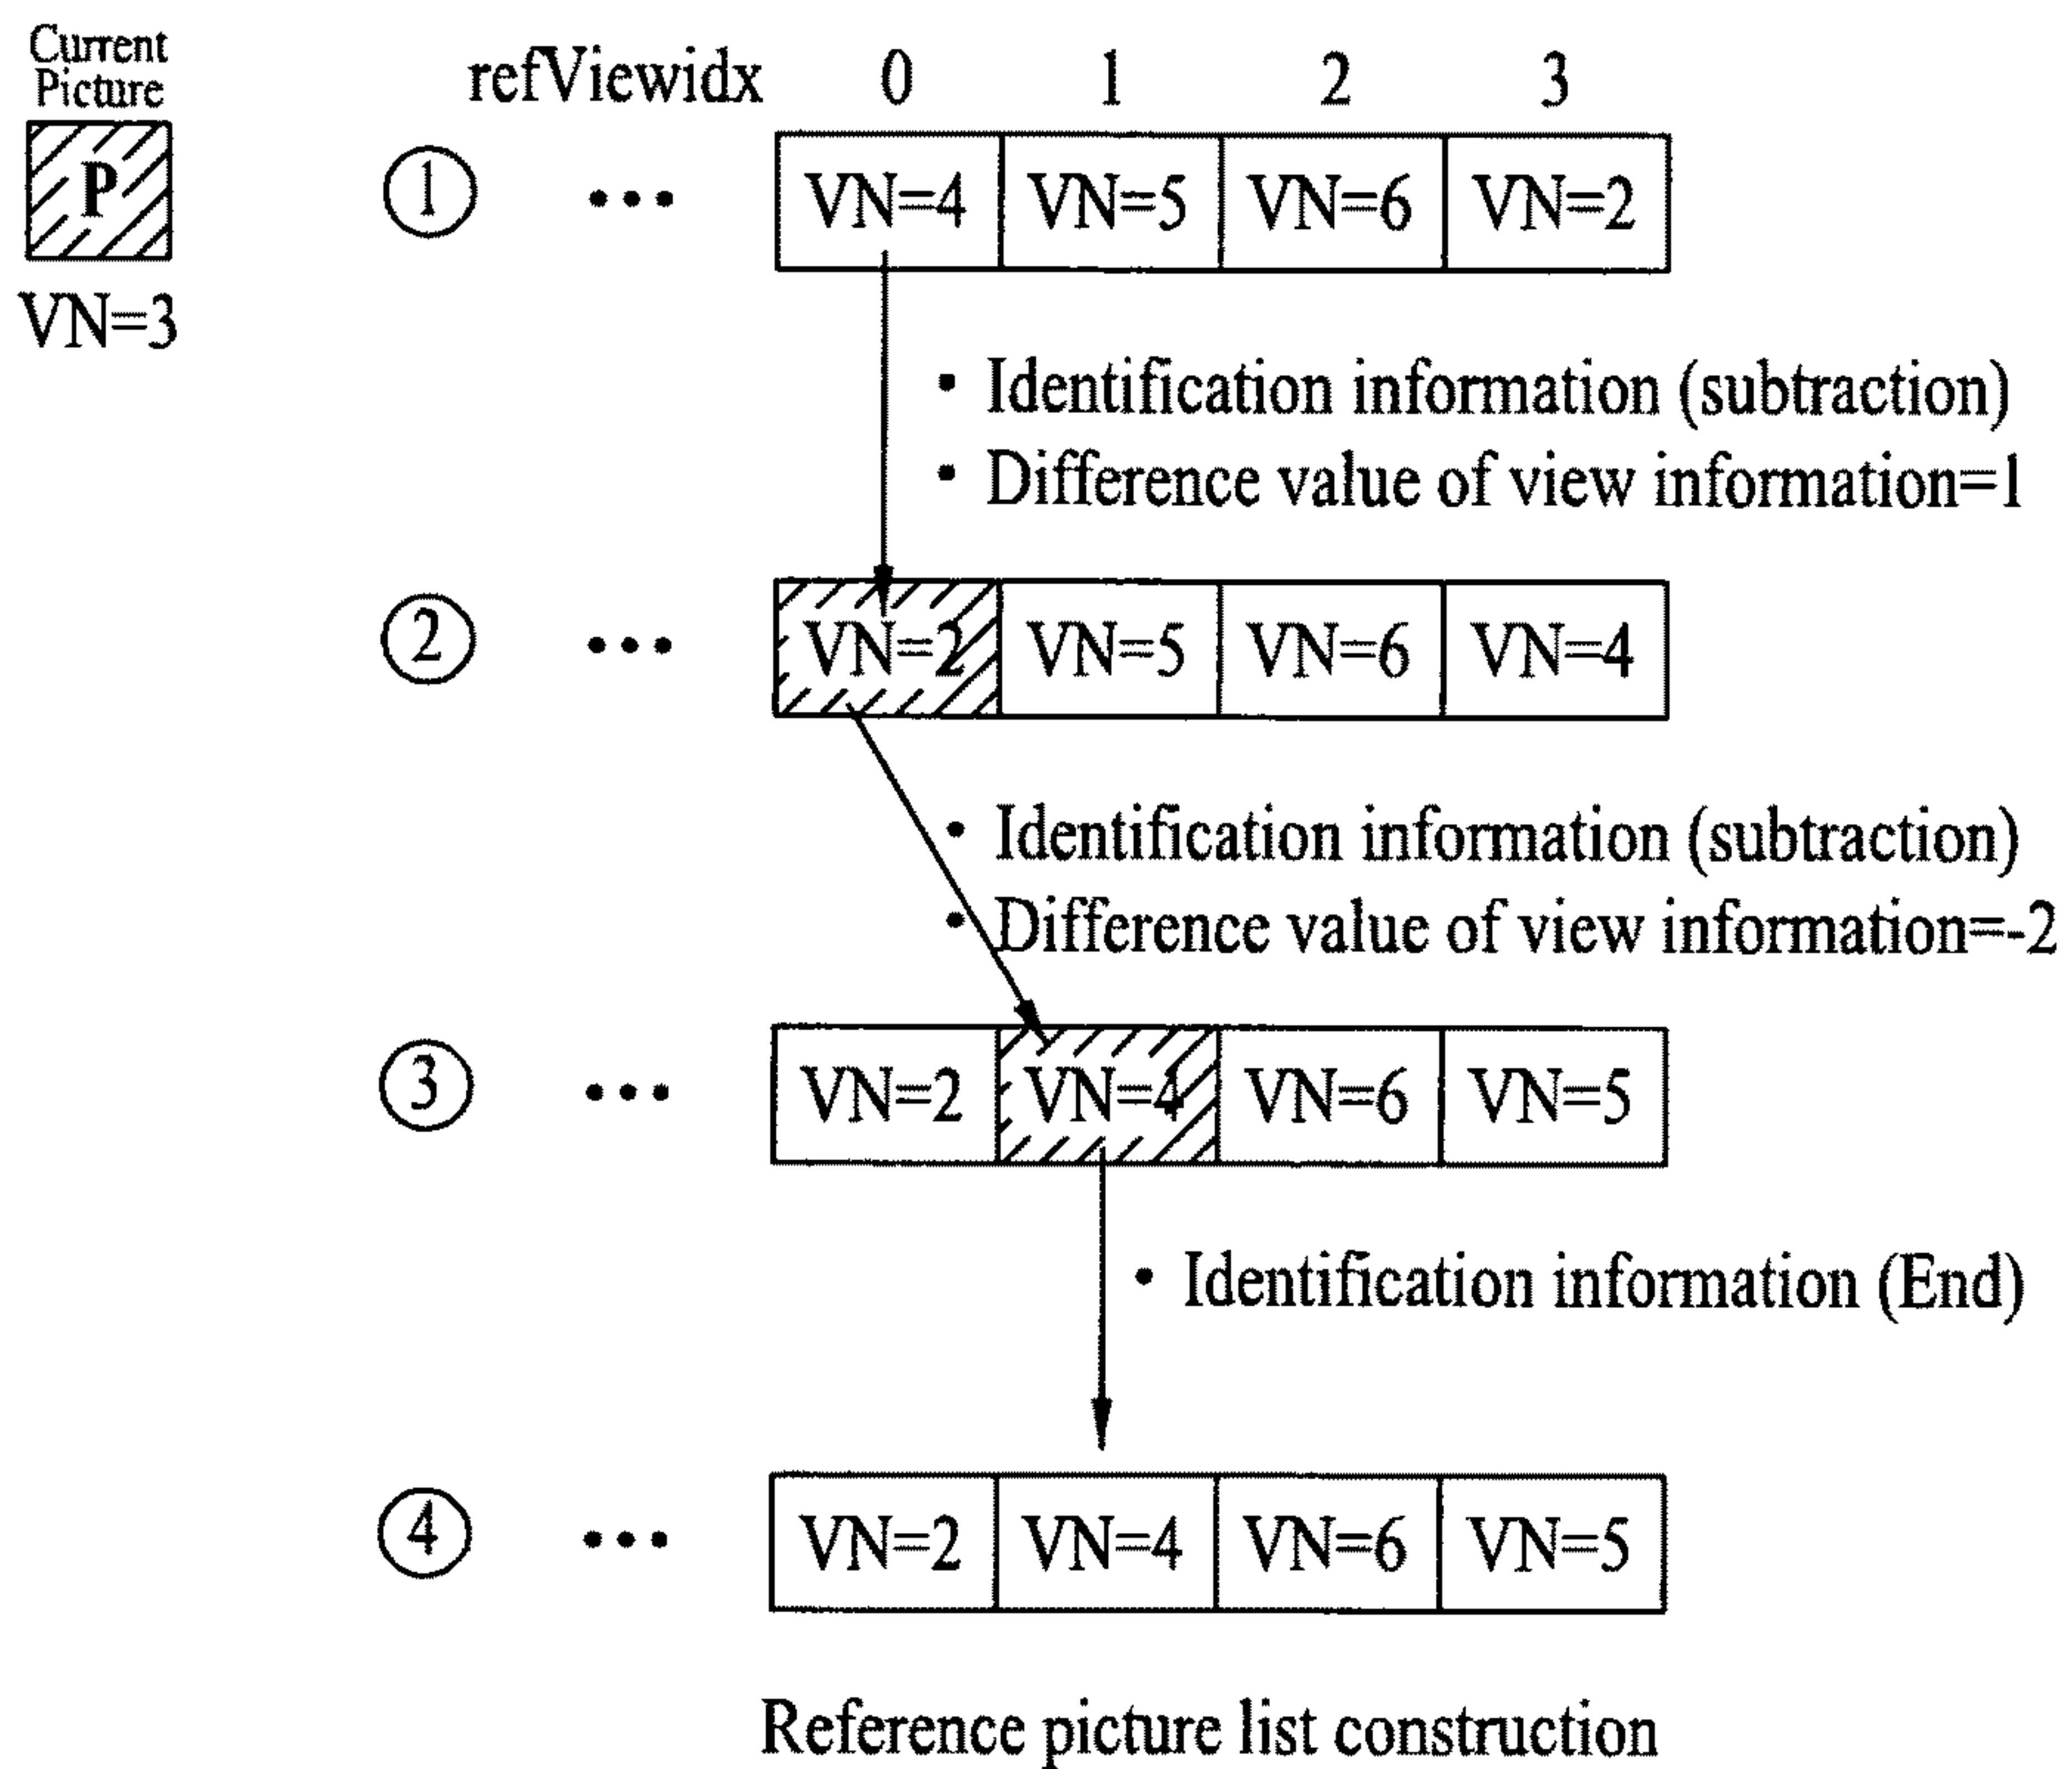 Current
Picture
P
VN=3
refViewidx 0 1 2 3
1 ••• VN=4 VN=5 VN=6 VN=2
• Identification information (subtraction)
• Difference value of view information=1
2 ••• VN=2 VN=5 VN=6 VN=4
• Identification information (subtraction)
• Difference value of view information=-2
3 ••• VN=2 VN=4 VN=6 VN=5
• Identification information (End)
4 ••• VN=2 VN=4 VN=6 VN=5
Reference picture list construction